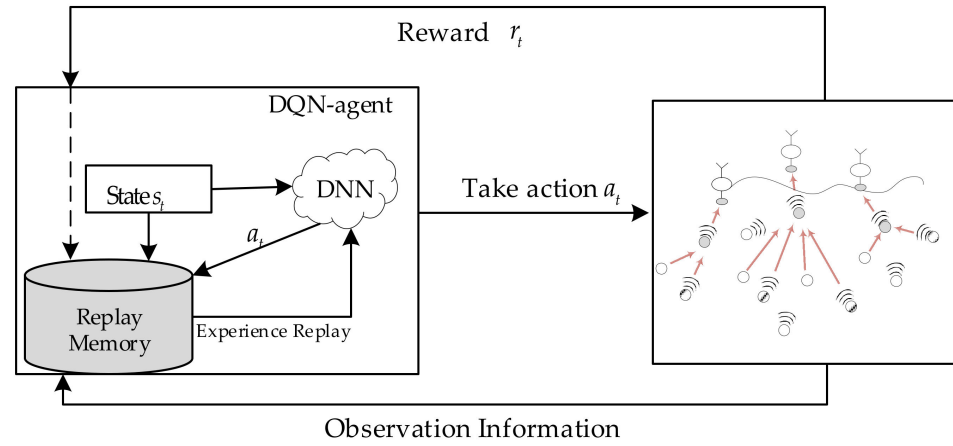 Reward r_t
DQN-agent
State s_t
DNN
Take action a_t
a_t
Replay
Memory
Experience Replay
Observation Information